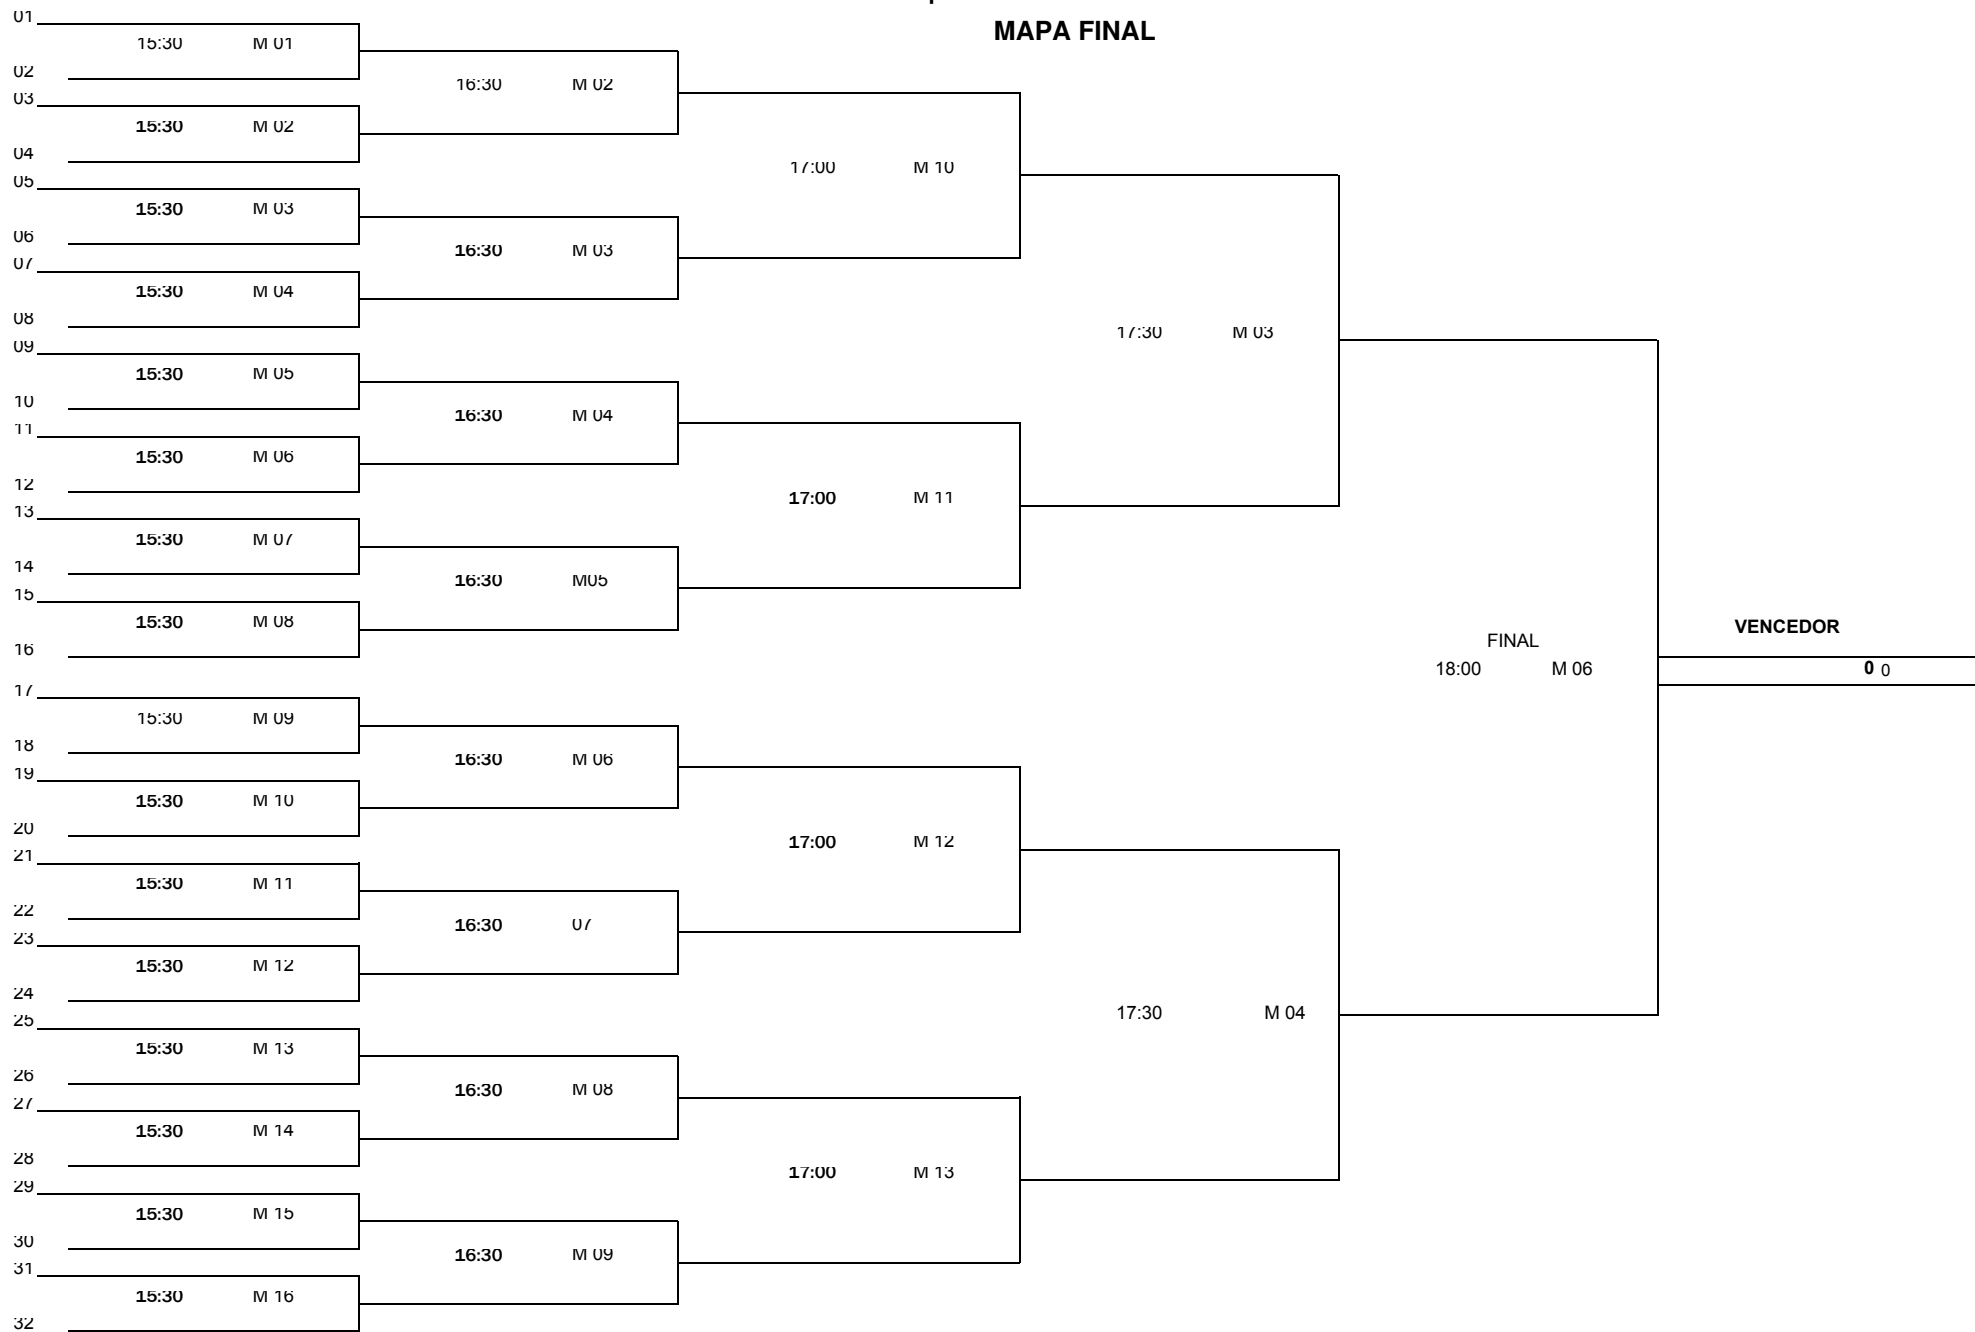 MAPA FINAL
01
15:30 M 01
02
16:30 M 02
03
15:30 M 02
04
17:00 M 10
05
15:30 M 03
06
16:30 M 03
07
15:30 M 04
08
17:30 M 03
09
15:30 M 05
10
16:30 M 04
11
15:30 M 06
12
17:00 M 11
13
15:30 M 07
14
16:30 M05
15
15:30 M 08
16
VENCEDOR
FINAL
18:00 M 06
0 0
17
15:30 M 09
18
16:30 M 06
19
15:30 M 10
20
17:00 M 12
21
15:30 M 11
22
16:30 07
23
15:30 M 12
24
17:30 M 04
25
15:30 M 13
26
16:30 M 08
27
15:30 M 14
28
17:00 M 13
29
15:30 M 15
30
16:30 M 09
31
15:30 M 16
32